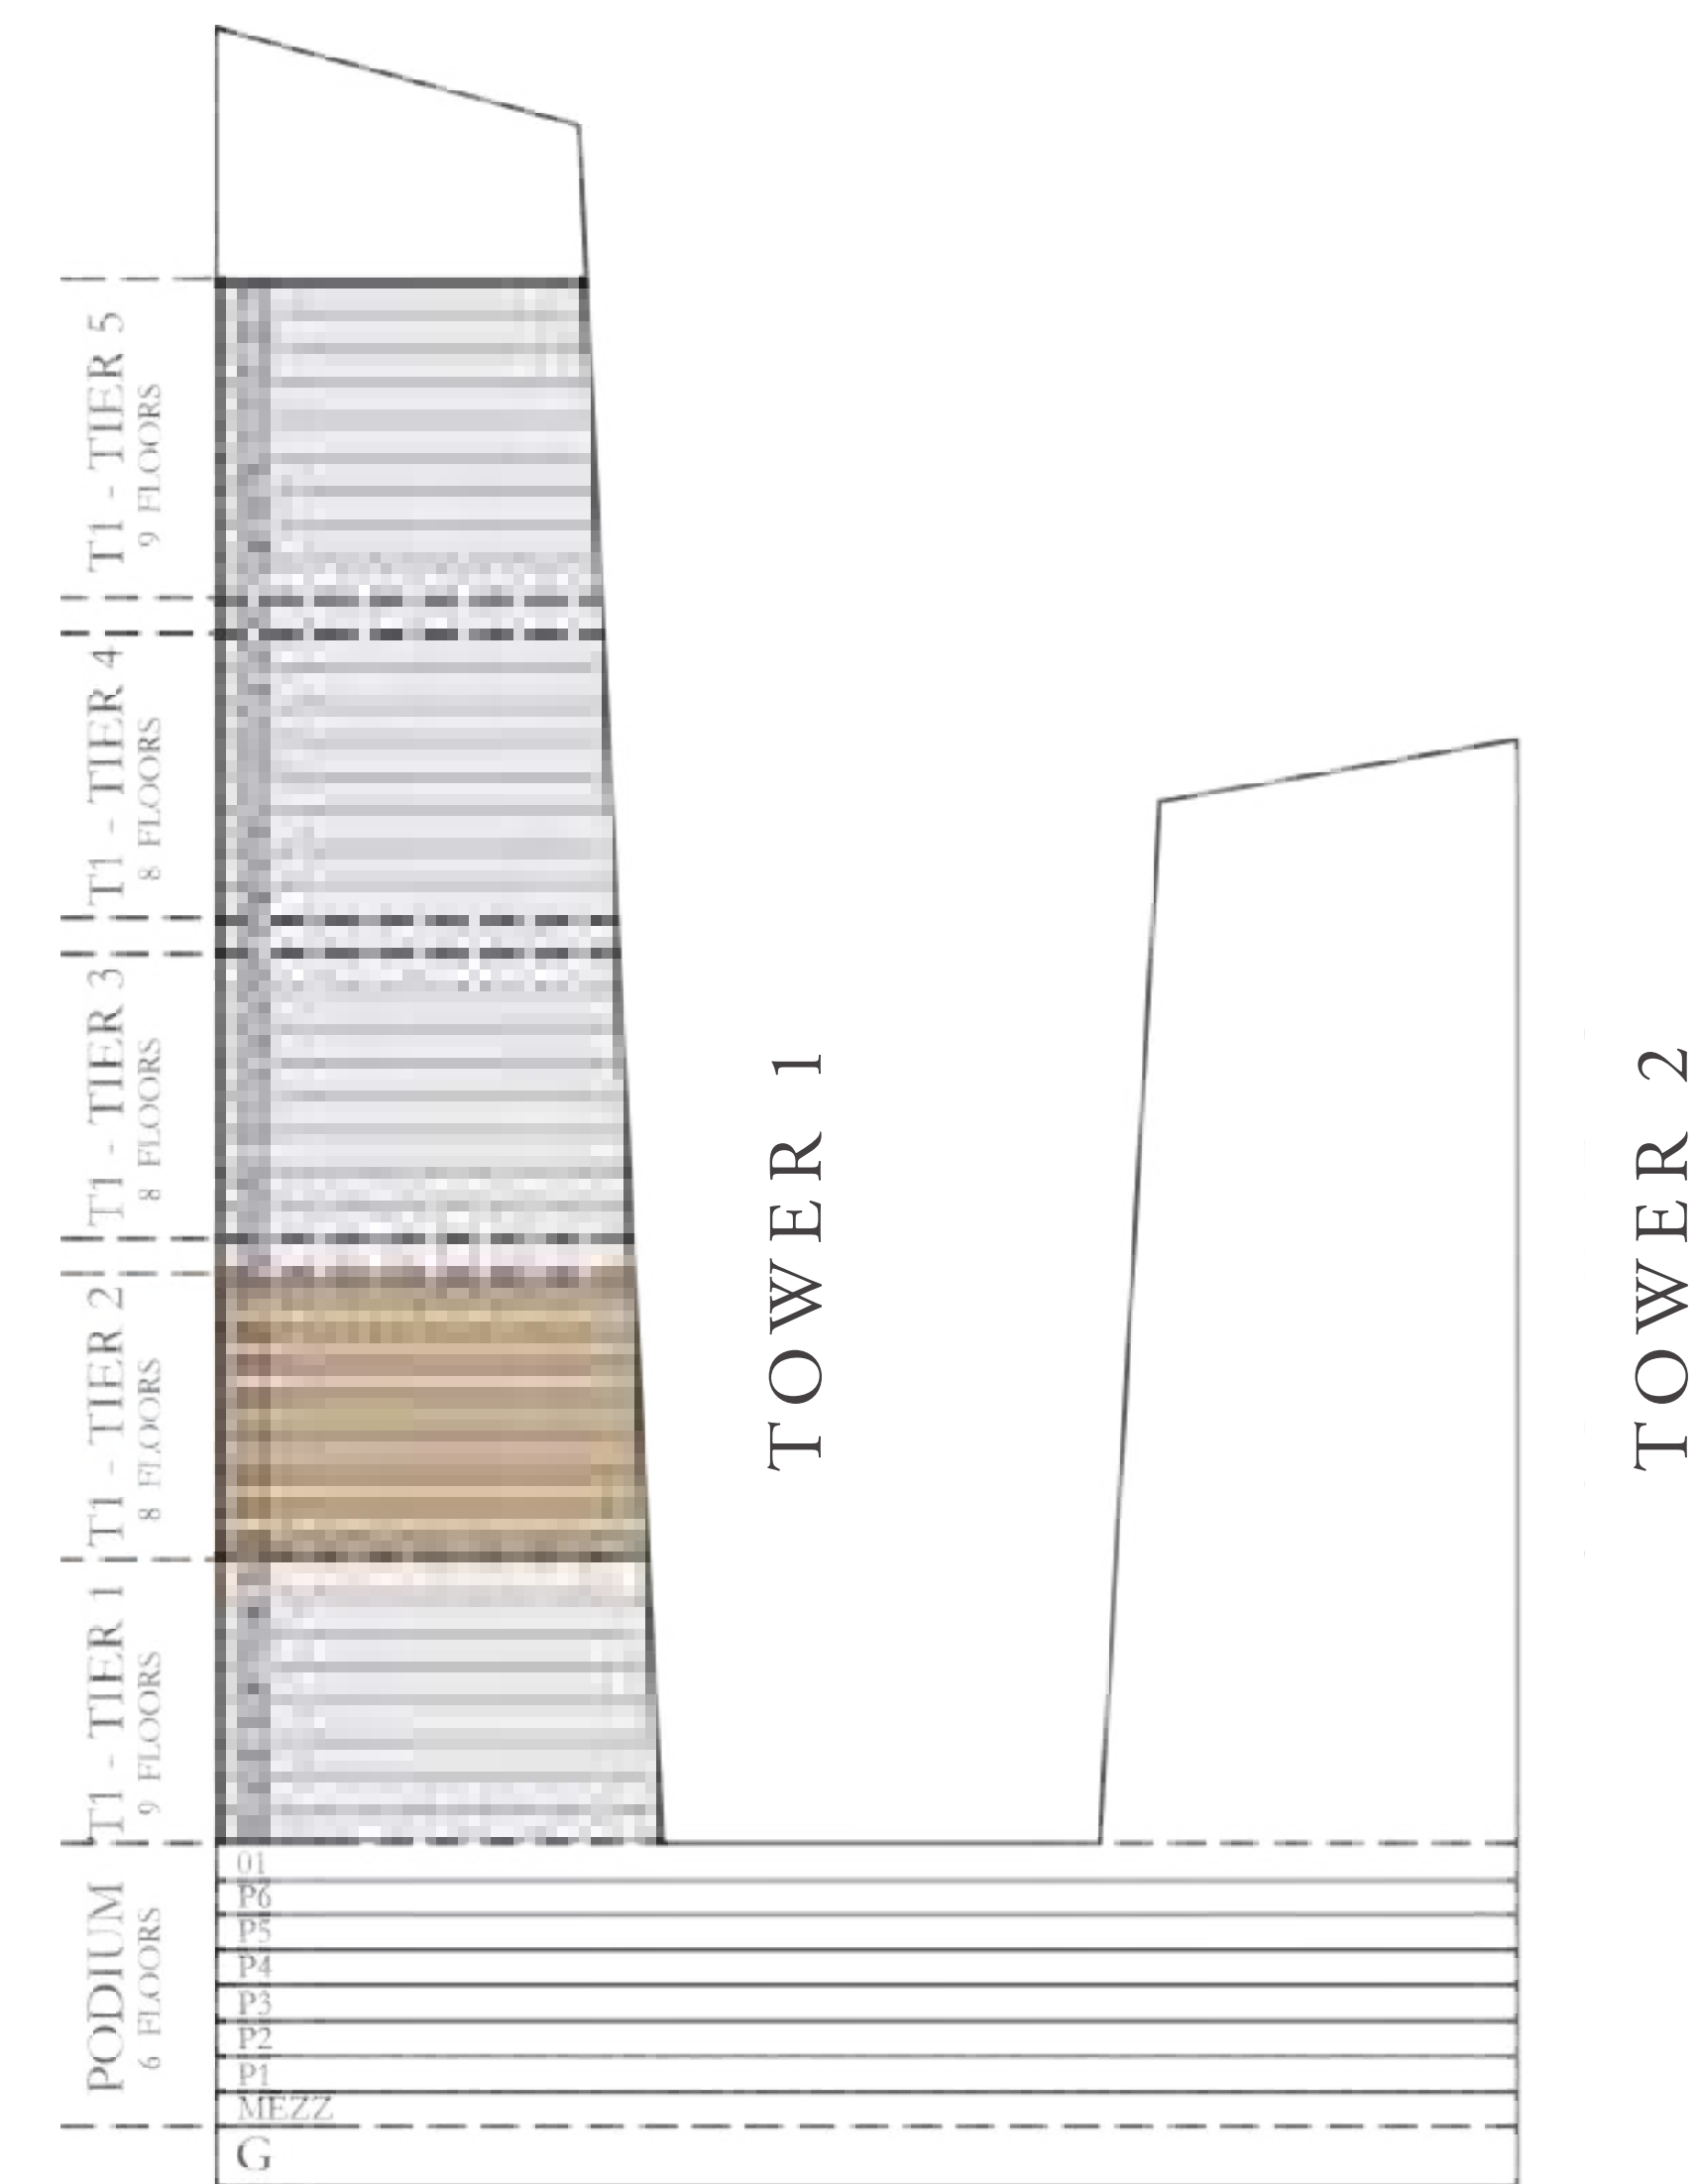 T1 - TIER 5
9 FLOORS
T1 - TIER 4
8 FLOORS
T1 - TIER 3
8 FLOORS
T1 - TIER 2
8 FLOORS
T1 - TIER 1
9 FLOORS
PODIUM
6 FLOORS
TOWER 1
TOWER 2
01
P6
P5
P4
P3
P2
P1
MEZZ
G